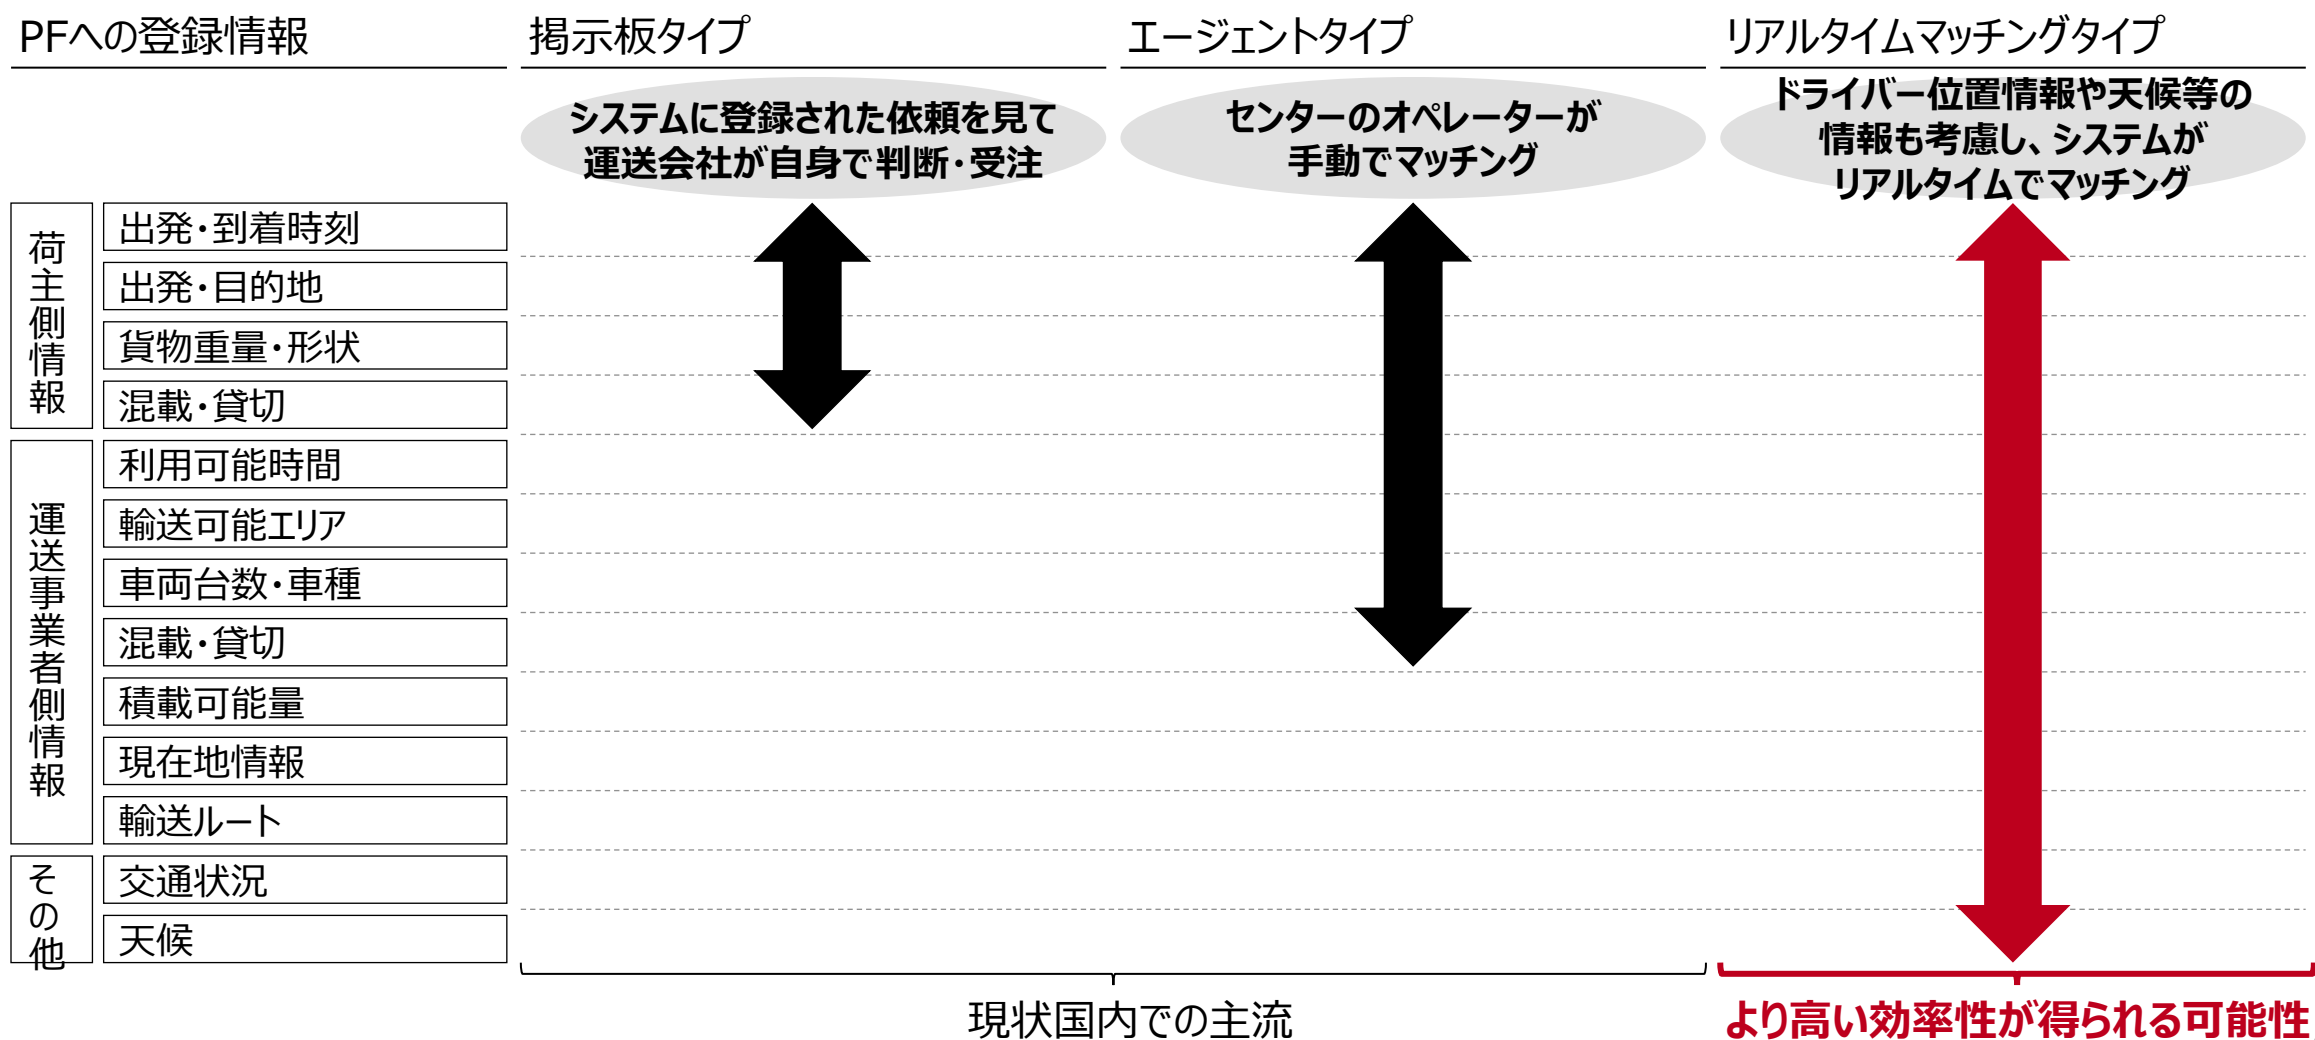 PFへの登録情報
掲示板タイプ
エージェントタイプ
リアルタイムマッチングタイプ
システムに登録された依頼を見て
運送会社が自身で判断・受注
センターのオペレーターが
手動でマッチング
ドライバー位置情報や天候等の
情報も考慮し、システムが
リアルタイムでマッチング
荷主側情報
出発・到着時刻
出発・目的地
貨物重量・形状
混載・貸切
運送事業者側情報
利用可能時間
輸送可能エリア
車両台数・車種
混載・貸切
積載可能量
現在地情報
輸送ルート
その他
交通状況
天候
現状国内での主流
より高い効率性が得られる可能性